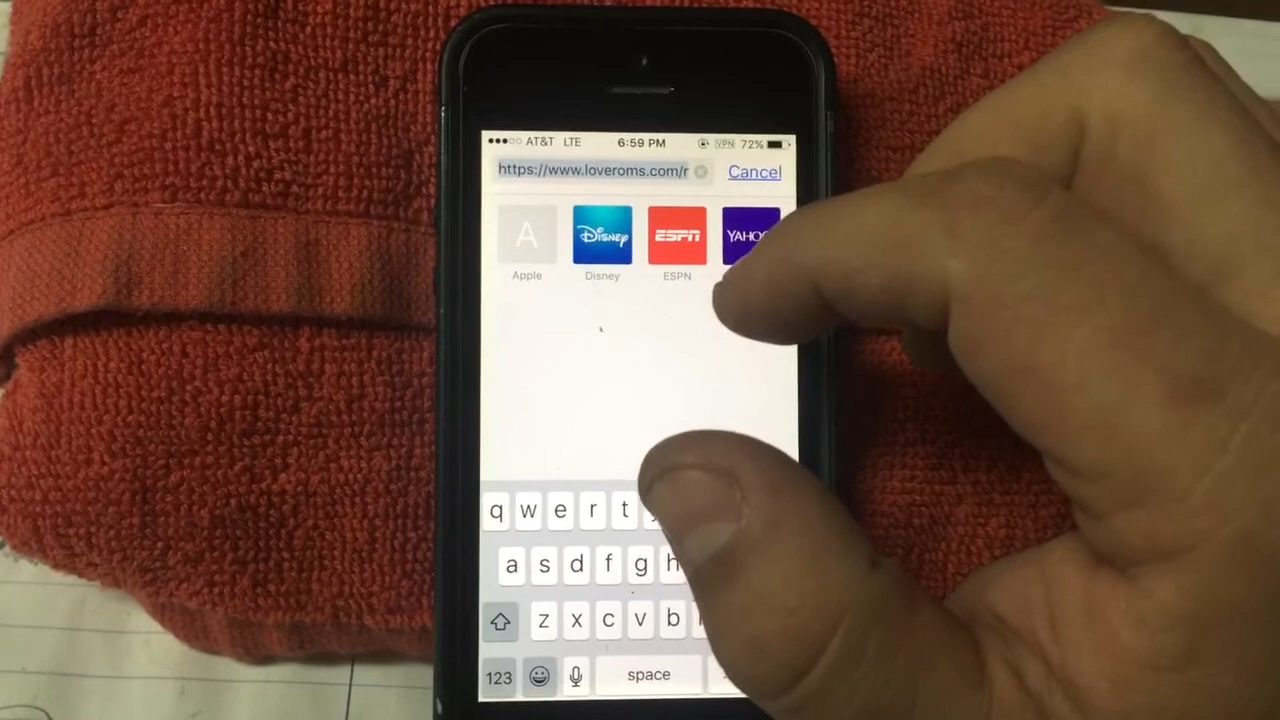 AT&T LTE 6:59 PM VPN 72%
https://www.loveroms.com/r Cancel
A Disney ESPN
Apple Disney ESPN
q w e r t
a s d f g h
z x c v b
123 space